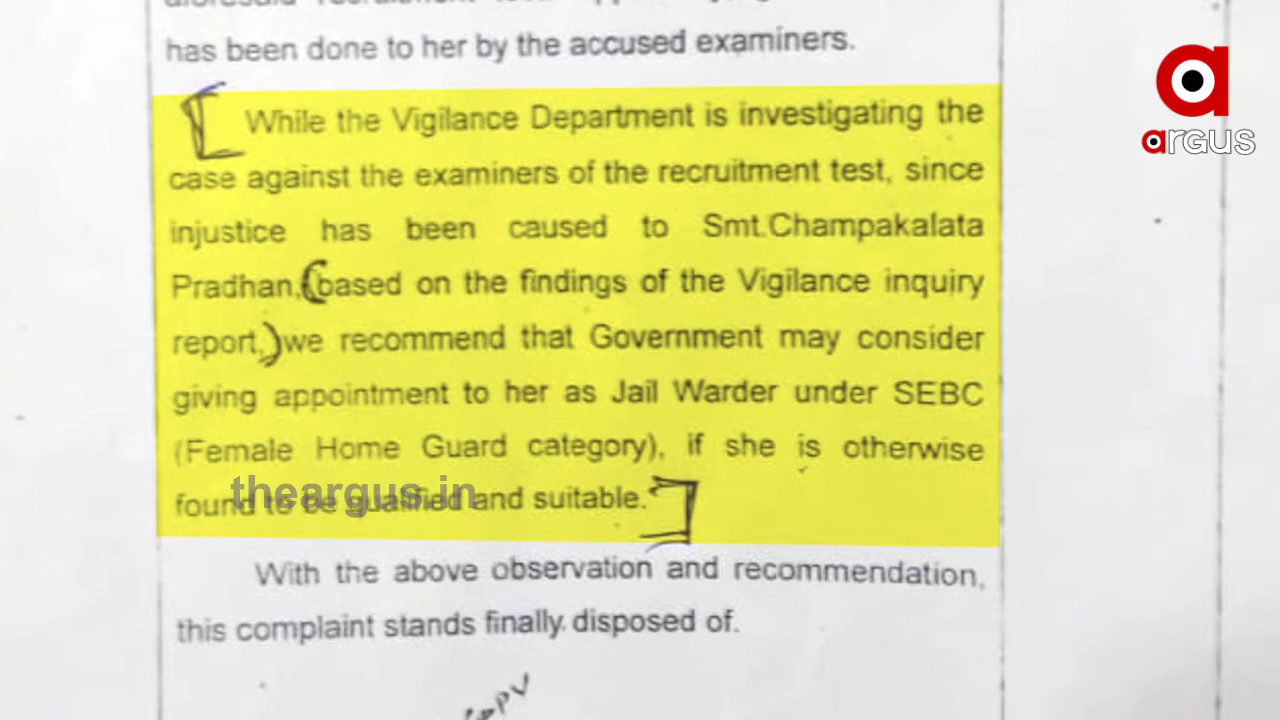 has been done to her by the accused examiners.
While the Vigilance Department is investigating the
case against the examiners of the recruitment test, since
injustice has been caused to Smt.Champakalata
Pradhan,(based on the findings of the Vigilance inquiry
report,)we recommend that Government may consider
giving appointment to her as Jail Warder under SEBC
(Female Home Guard category), if she is otherwise
found to be qualified and suitable.
theargus.in
With the above observation and recommendation,
this complaint stands finally disposed of.
argus